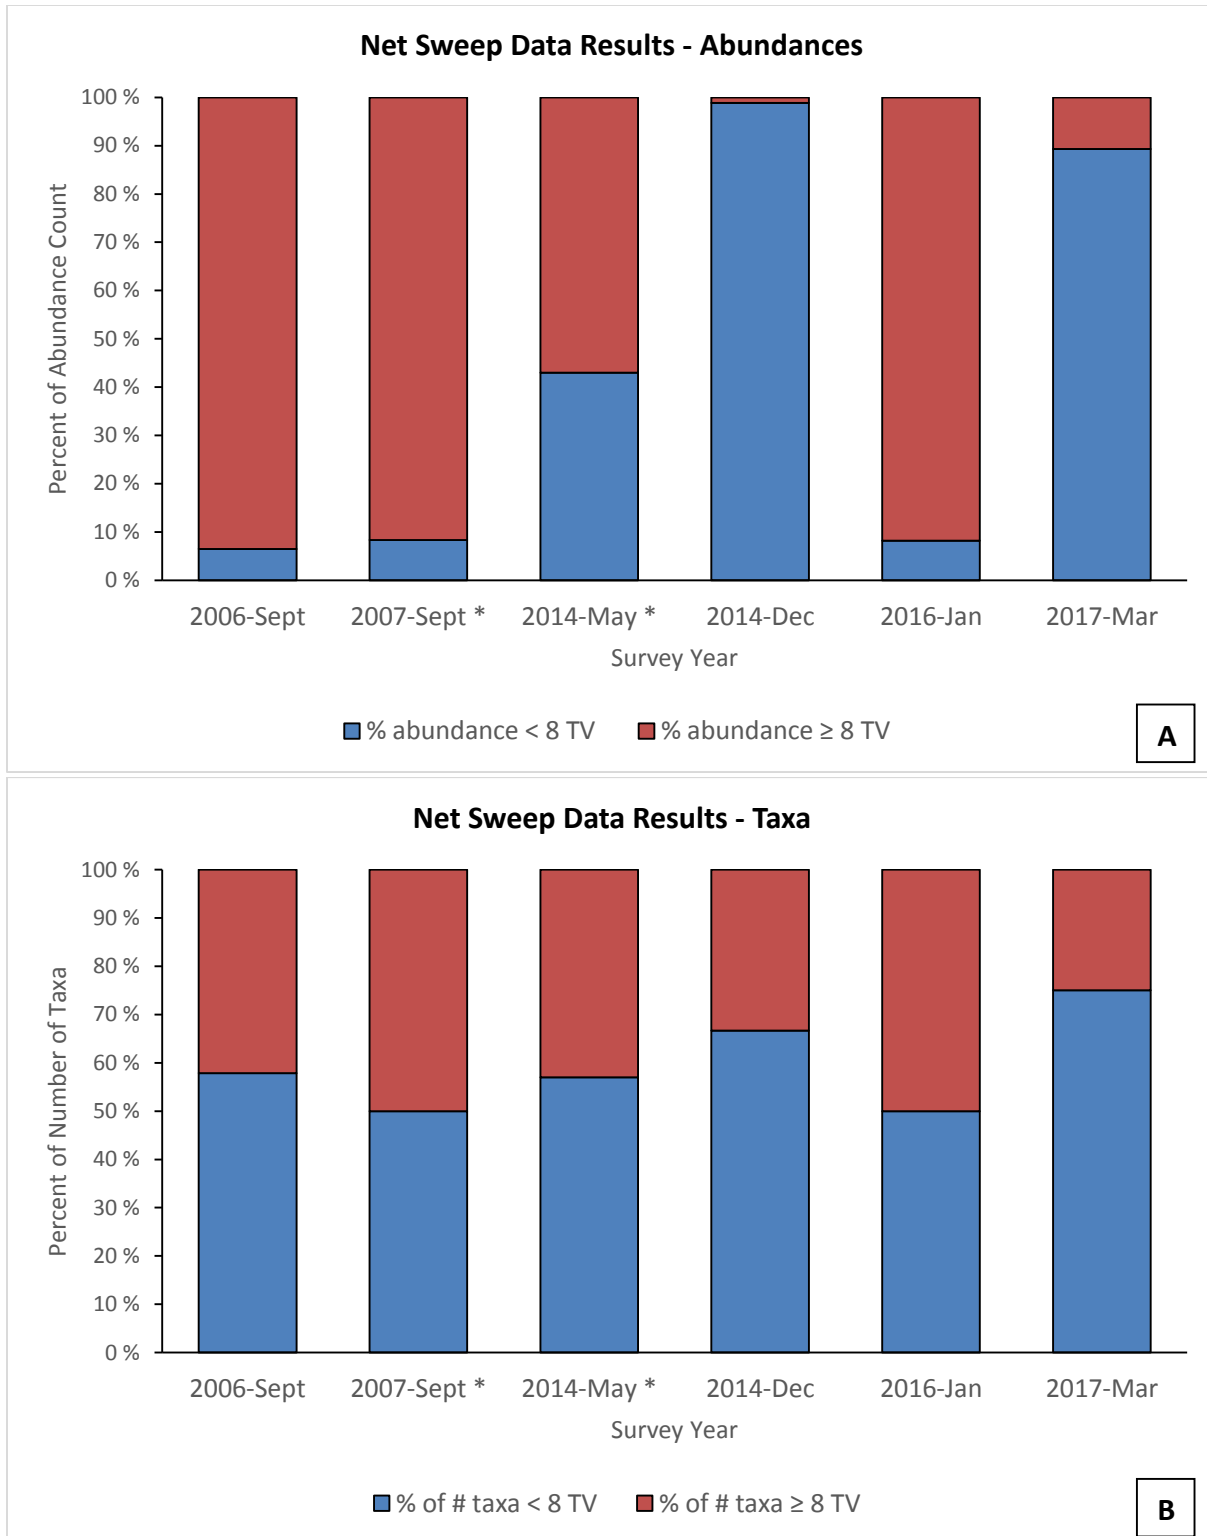 Net Sweep Data Results - Abundances
Percent of Abundance Count
100 %
90 %
80 %
70 %
60 %
50 %
40 %
30 %
20 %
10 %
0 %
2006-Sept 2007-Sept * 2014-May * 2014-Dec 2016-Jan 2017-Mar
Survey Year
% abundance < 8 TV % abundance ≥ 8 TV
A
Net Sweep Data Results - Taxa
Percent of Number of Taxa
100 %
90 %
80 %
70 %
60 %
50 %
40 %
30 %
20 %
10 %
0 %
2006-Sept 2007-Sept * 2014-May * 2014-Dec 2016-Jan 2017-Mar
Survey Year
% of # taxa < 8 TV % of # taxa ≥ 8 TV
B